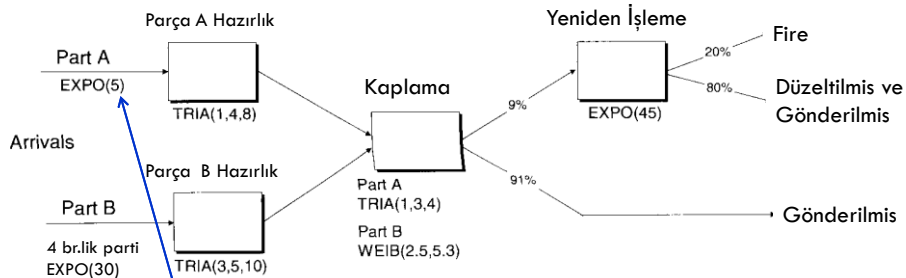 Parça A Hazırlık
Part A
EXPO(5)
TRIA(1,4,8)
Arrivals
Parça B Hazırlık
Part B
4 br.lik parti
EXPO(30)
TRIA(3,5,10)
Kaplama
Part A
TRIA(1,3,4)
Part B
WEIB(2.5,5.3)
9%
91%
Yeniden İşleme
EXPO(45)
20%
80%
Fire
Düzeltilmis ve
Gönderilmis
Gönderilmis